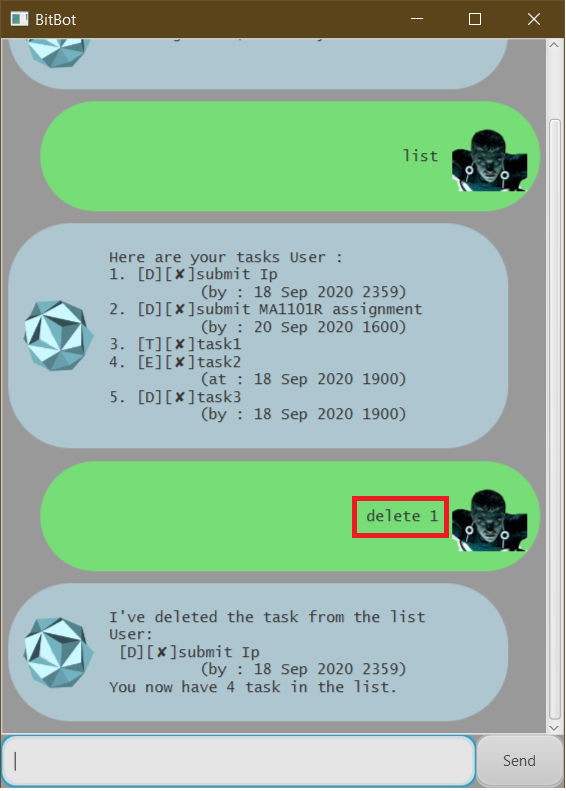 BitBot
list
Here are your tasks User :
1. [D][✘]submit Ip
(by : 18 Sep 2020 2359)
2. [D][✘]submit MA1101R assignment
(by : 20 Sep 2020 1600)
3. [T][✘]task1
4. [E][✘]task2
(at : 18 Sep 2020 1900)
5. [D][✘]task3
(by : 18 Sep 2020 1900)
delete 1
I've deleted the task from the list
User:
[D][✘]submit Ip
(by : 18 Sep 2020 2359)
You now have 4 task in the list.
Send